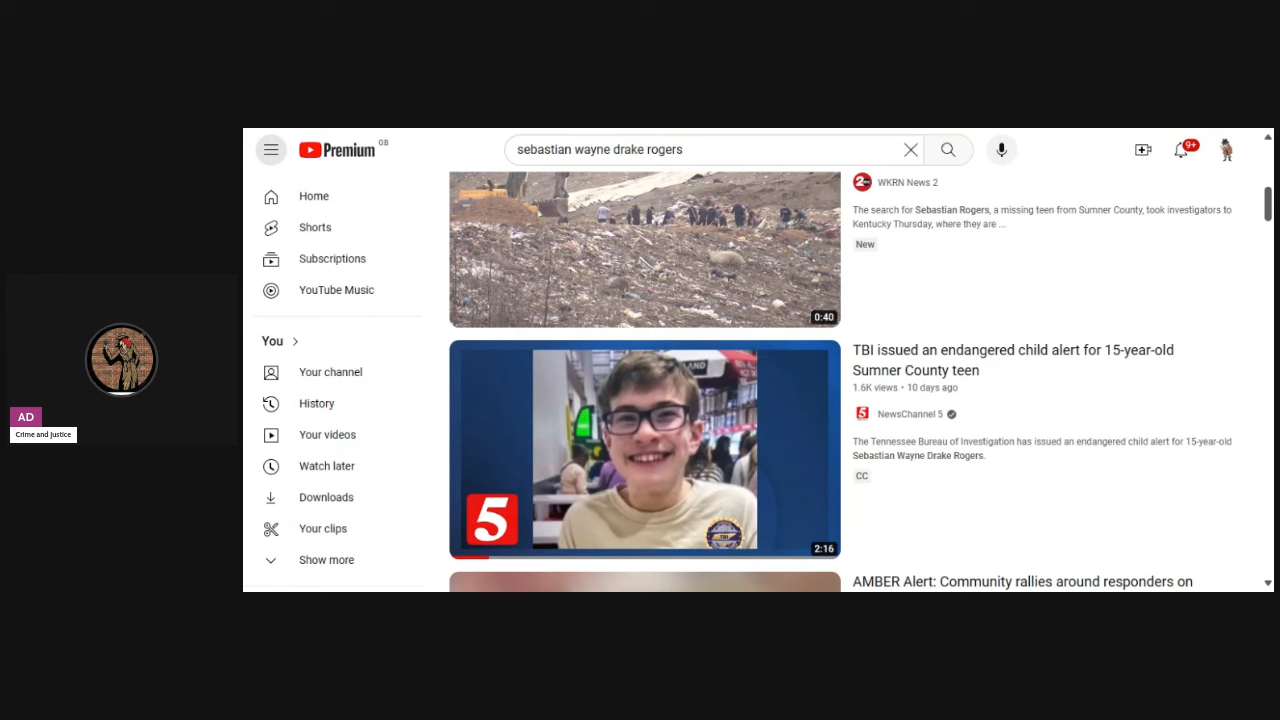 Premium GB
sebastian wayne drake rogers
9+
Home
Shorts
Subscriptions
YouTube Music
You
Your channel
History
Your videos
Watch later
Downloads
Your clips
Show more
AD
Crime and Justice
0:40
2 WKRN News 2
The search for Sebastian Rogers, a missing teen from Sumner County, took investigators to
Kentucky Thursday, where they are ...
New
LAND
5
TBI
2:16
TBI issued an endangered child alert for 15-year-old
Sumner County teen
1.6K views • 10 days ago
5 NewsChannel 5
The Tennessee Bureau of Investigation has issued an endangered child alert for 15-year-old
Sebastian Wayne Drake Rogers.
CC
AMBER Alert: Community rallies around responders on